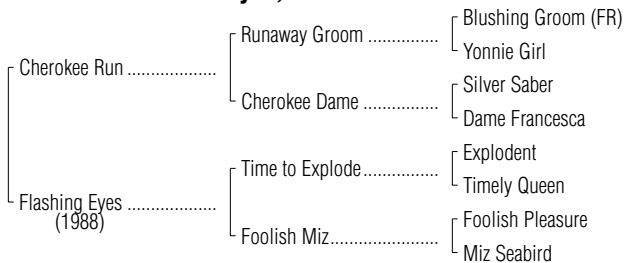 Blushing Groom (FR)
Runaway Groom ...............
Yonnie Girl
Cherokee Run ...................
Silver Saber
Cherokee Dame ................
Dame Francesca
Explodent
Time to Explode................
Timely Queen
Flashing Eyes ...................
(1988)
Foolish Pleasure
Foolish Miz.......................
Miz Seabird